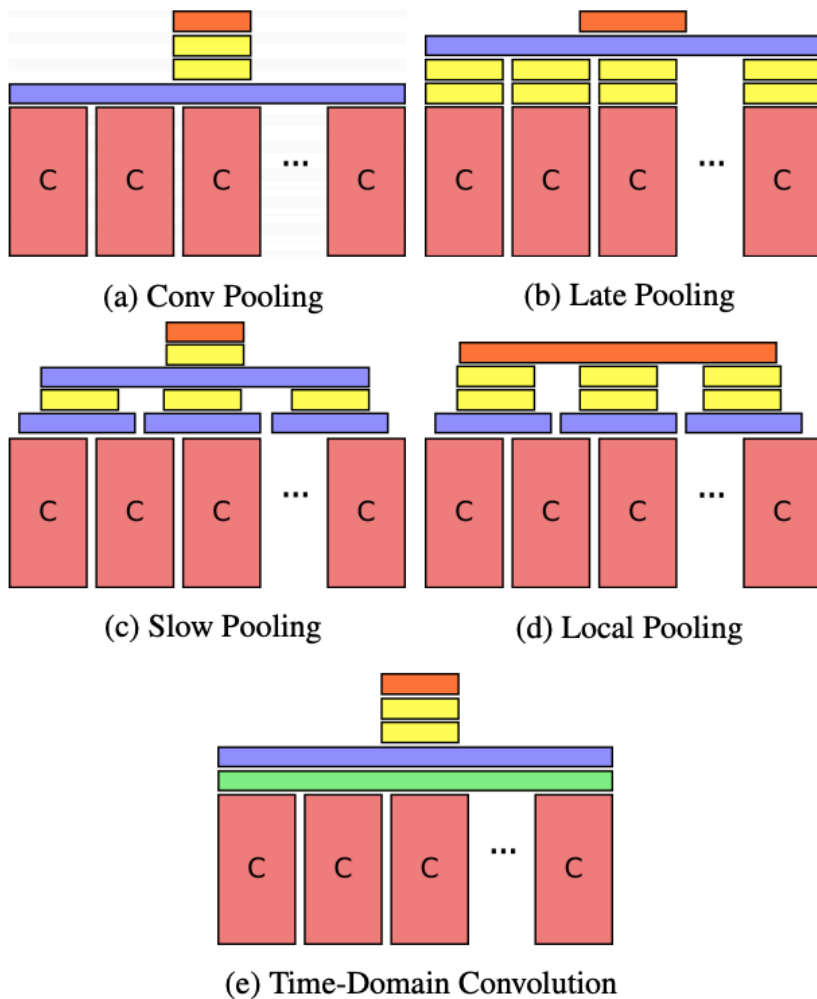 C C C ... C
C C C ... C
(a) Conv Pooling
(b) Late Pooling
C C C ... C
C C C ... C
(c) Slow Pooling
(d) Local Pooling
C C C ... C
(e) Time-Domain Convolution